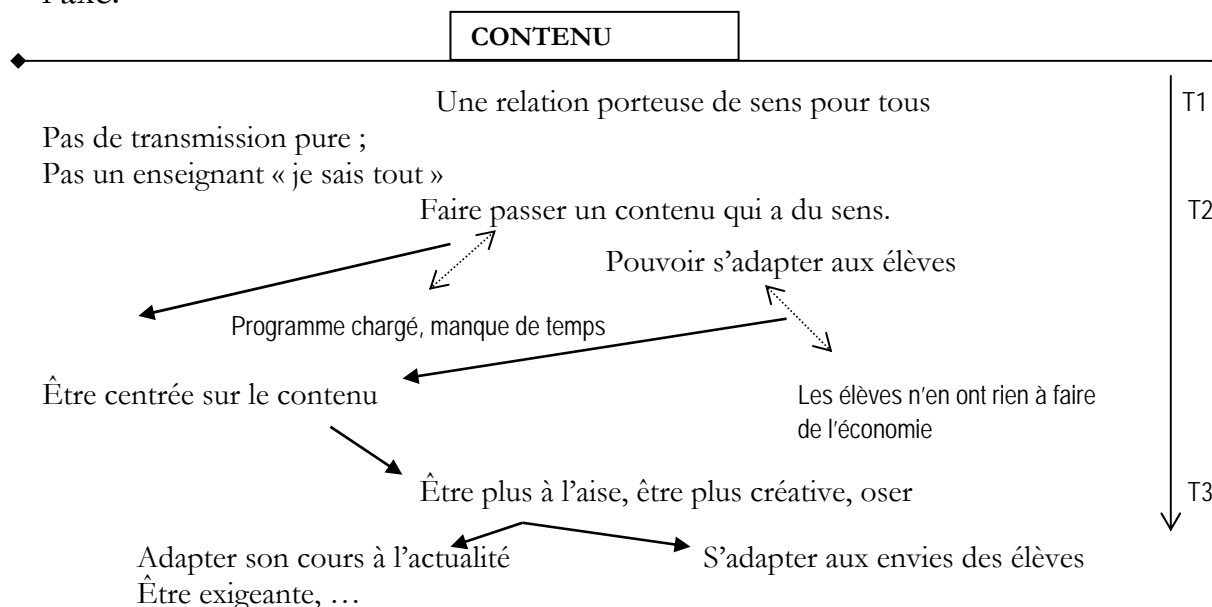 l'axe.
CONTENU
Une relation porteuse de sens pour tous
T1
Pas de transmission pure ;
Pas un enseignant « je sais tout »
Faire passer un contenu qui a du sens.
T2
Pouvoir s'adapter aux élèves
Programme chargé, manque de temps
Être centrée sur le contenu
Les élèves n'en ont rien à faire
de l'économie
Être plus à l'aise, être plus créative, oser
T3
Adapter son cours à l'actualité
S'adapter aux envies des élèves
Être exigeante, …